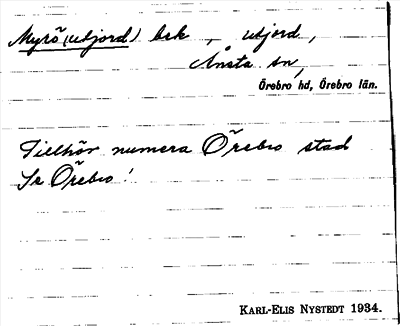 Myrö (utjord) bek, utjord,
Ånsta sn,
Örebro hd, Örebro län.
Tillhör numera Örebro stad
Se Örebro!
KARL-ELIS NYSTEDT 1934.